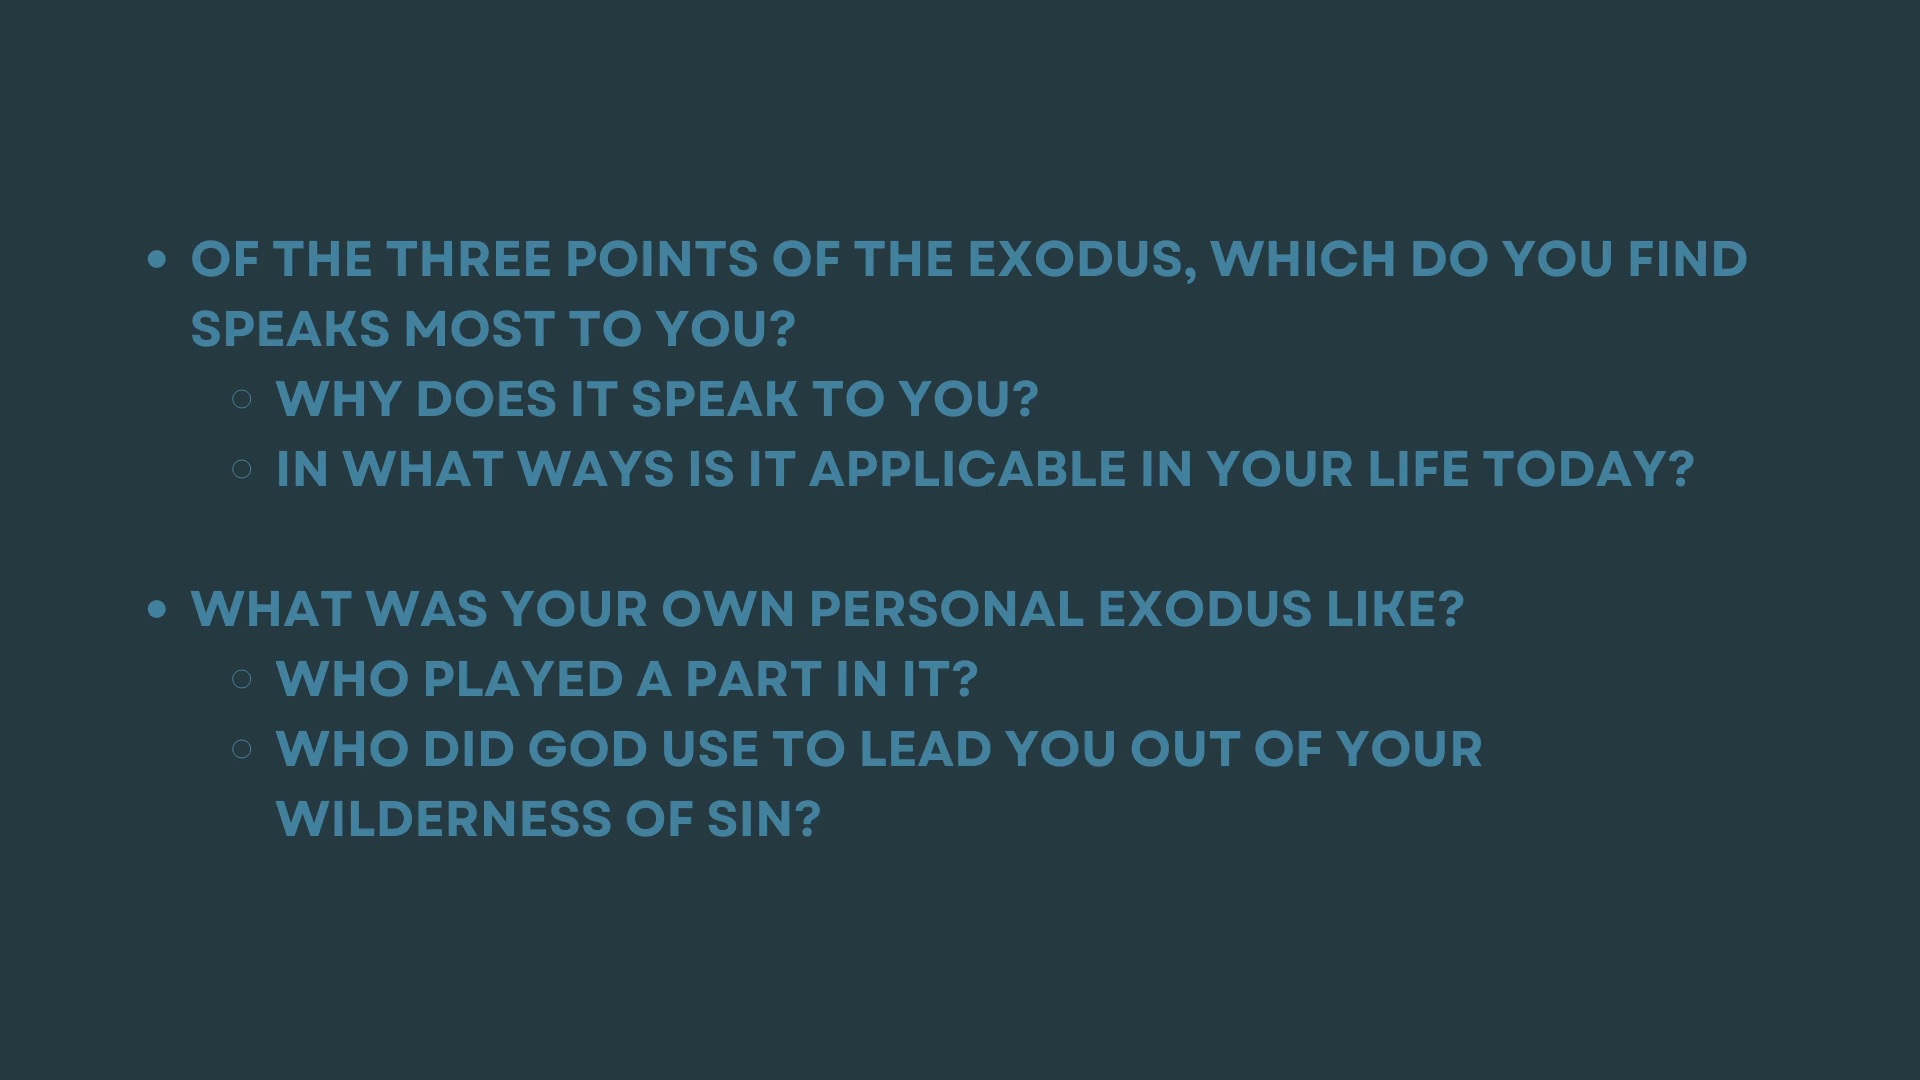 • OF THE THREE POINTS OF THE EXODUS, WHICH DO YOU FIND
SPEAKS MOST TO YOU?
○ WHY DOES IT SPEAK TO YOU?
○ IN WHAT WAYS IS IT APPLICABLE IN YOUR LIFE TODAY?
• WHAT WAS YOUR OWN PERSONAL EXODUS LIKE?
○ WHO PLAYED A PART IN IT?
○ WHO DID GOD USE TO LEAD YOU OUT OF YOUR
WILDERNESS OF SIN?